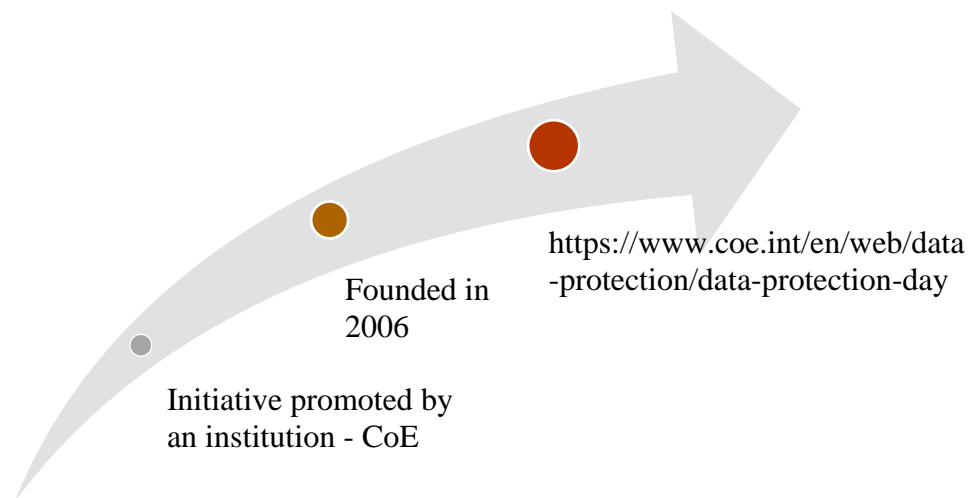 Initiative promoted by
an institution - CoE
Founded in
2006
https://www.coe.int/en/web/data
-protection/data-protection-day